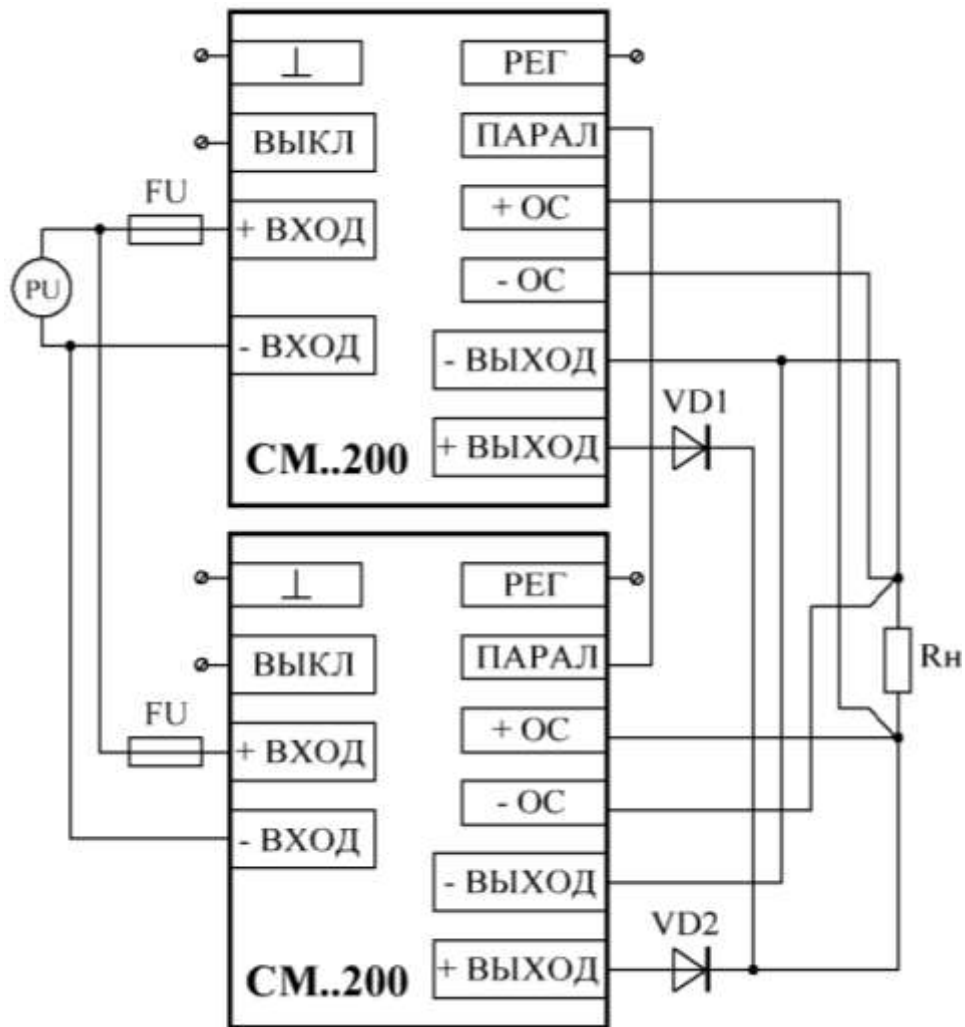 ⊥
РЕГ
ВЫКЛ
ПАРАЛ
FU
+ ВХОД
+ ОС
PU
- ОС
- ВХОД
- ВЫХОД
VD1
+ ВЫХОД
СМ..200
⊥
РЕГ
ВЫКЛ
ПАРАЛ
Rн
FU
+ ВХОД
+ ОС
- ОС
- ВХОД
- ВЫХОД
VD2
+ ВЫХОД
СМ..200